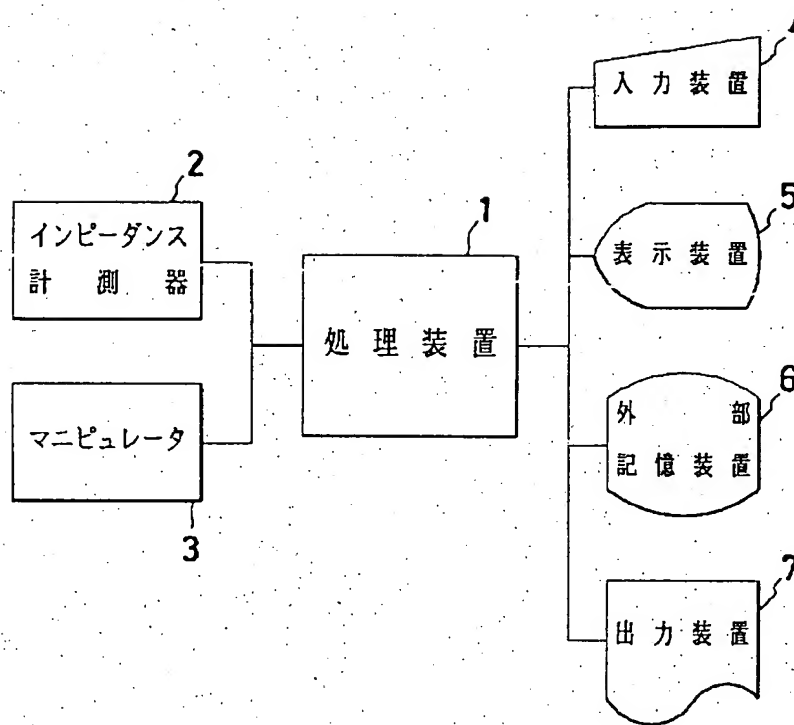 2
インピーダンス
計測器
マニピュレータ
3
1
処理装置
入力装置
5
表示装置
6
外部
記憶装置
7
出力装置